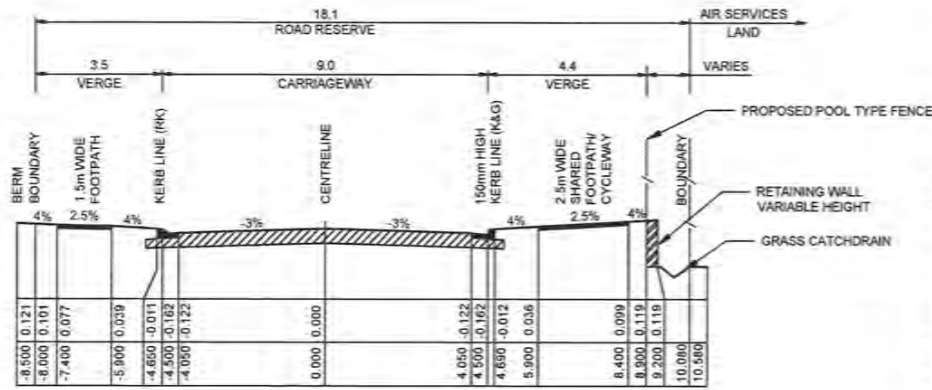 18.1
ROAD RESERVE
AIR SERVICES
LAND
3.5
VERGE
9.0
CARRIAGEWAY
4.4
VERGE
VARIES
BERM
BOUNDARY
1.5m WIDE
FOOTPATH
KERB LINE (RK)
CENTRELINE
150mm HIGH
KERB LINE (K&G)
2.5m WIDE
SHARED
FOOTPATH/
CYCLEWAY
BOUNDARY
PROPOSED POOL TYPE FENCE
RETAINING WALL
VARIABLE HEIGHT
GRASS CATCHDRAIN
4% 2.5% 4% -3% -3% 4% 2.5% 4%
0.121 0.101 0.077 0.039 -0.011 -0.162 -0.122 0.000 -0.122 -0.162 -0.012 0.036 0.099 0.119 0.119
-8.500 -8.000 -7.400 -5.900 -4.650 -4.500 -4.050 0.000 4.050 4.500 4.690 5.900 8.400 8.900 9.200 10.080 10.580